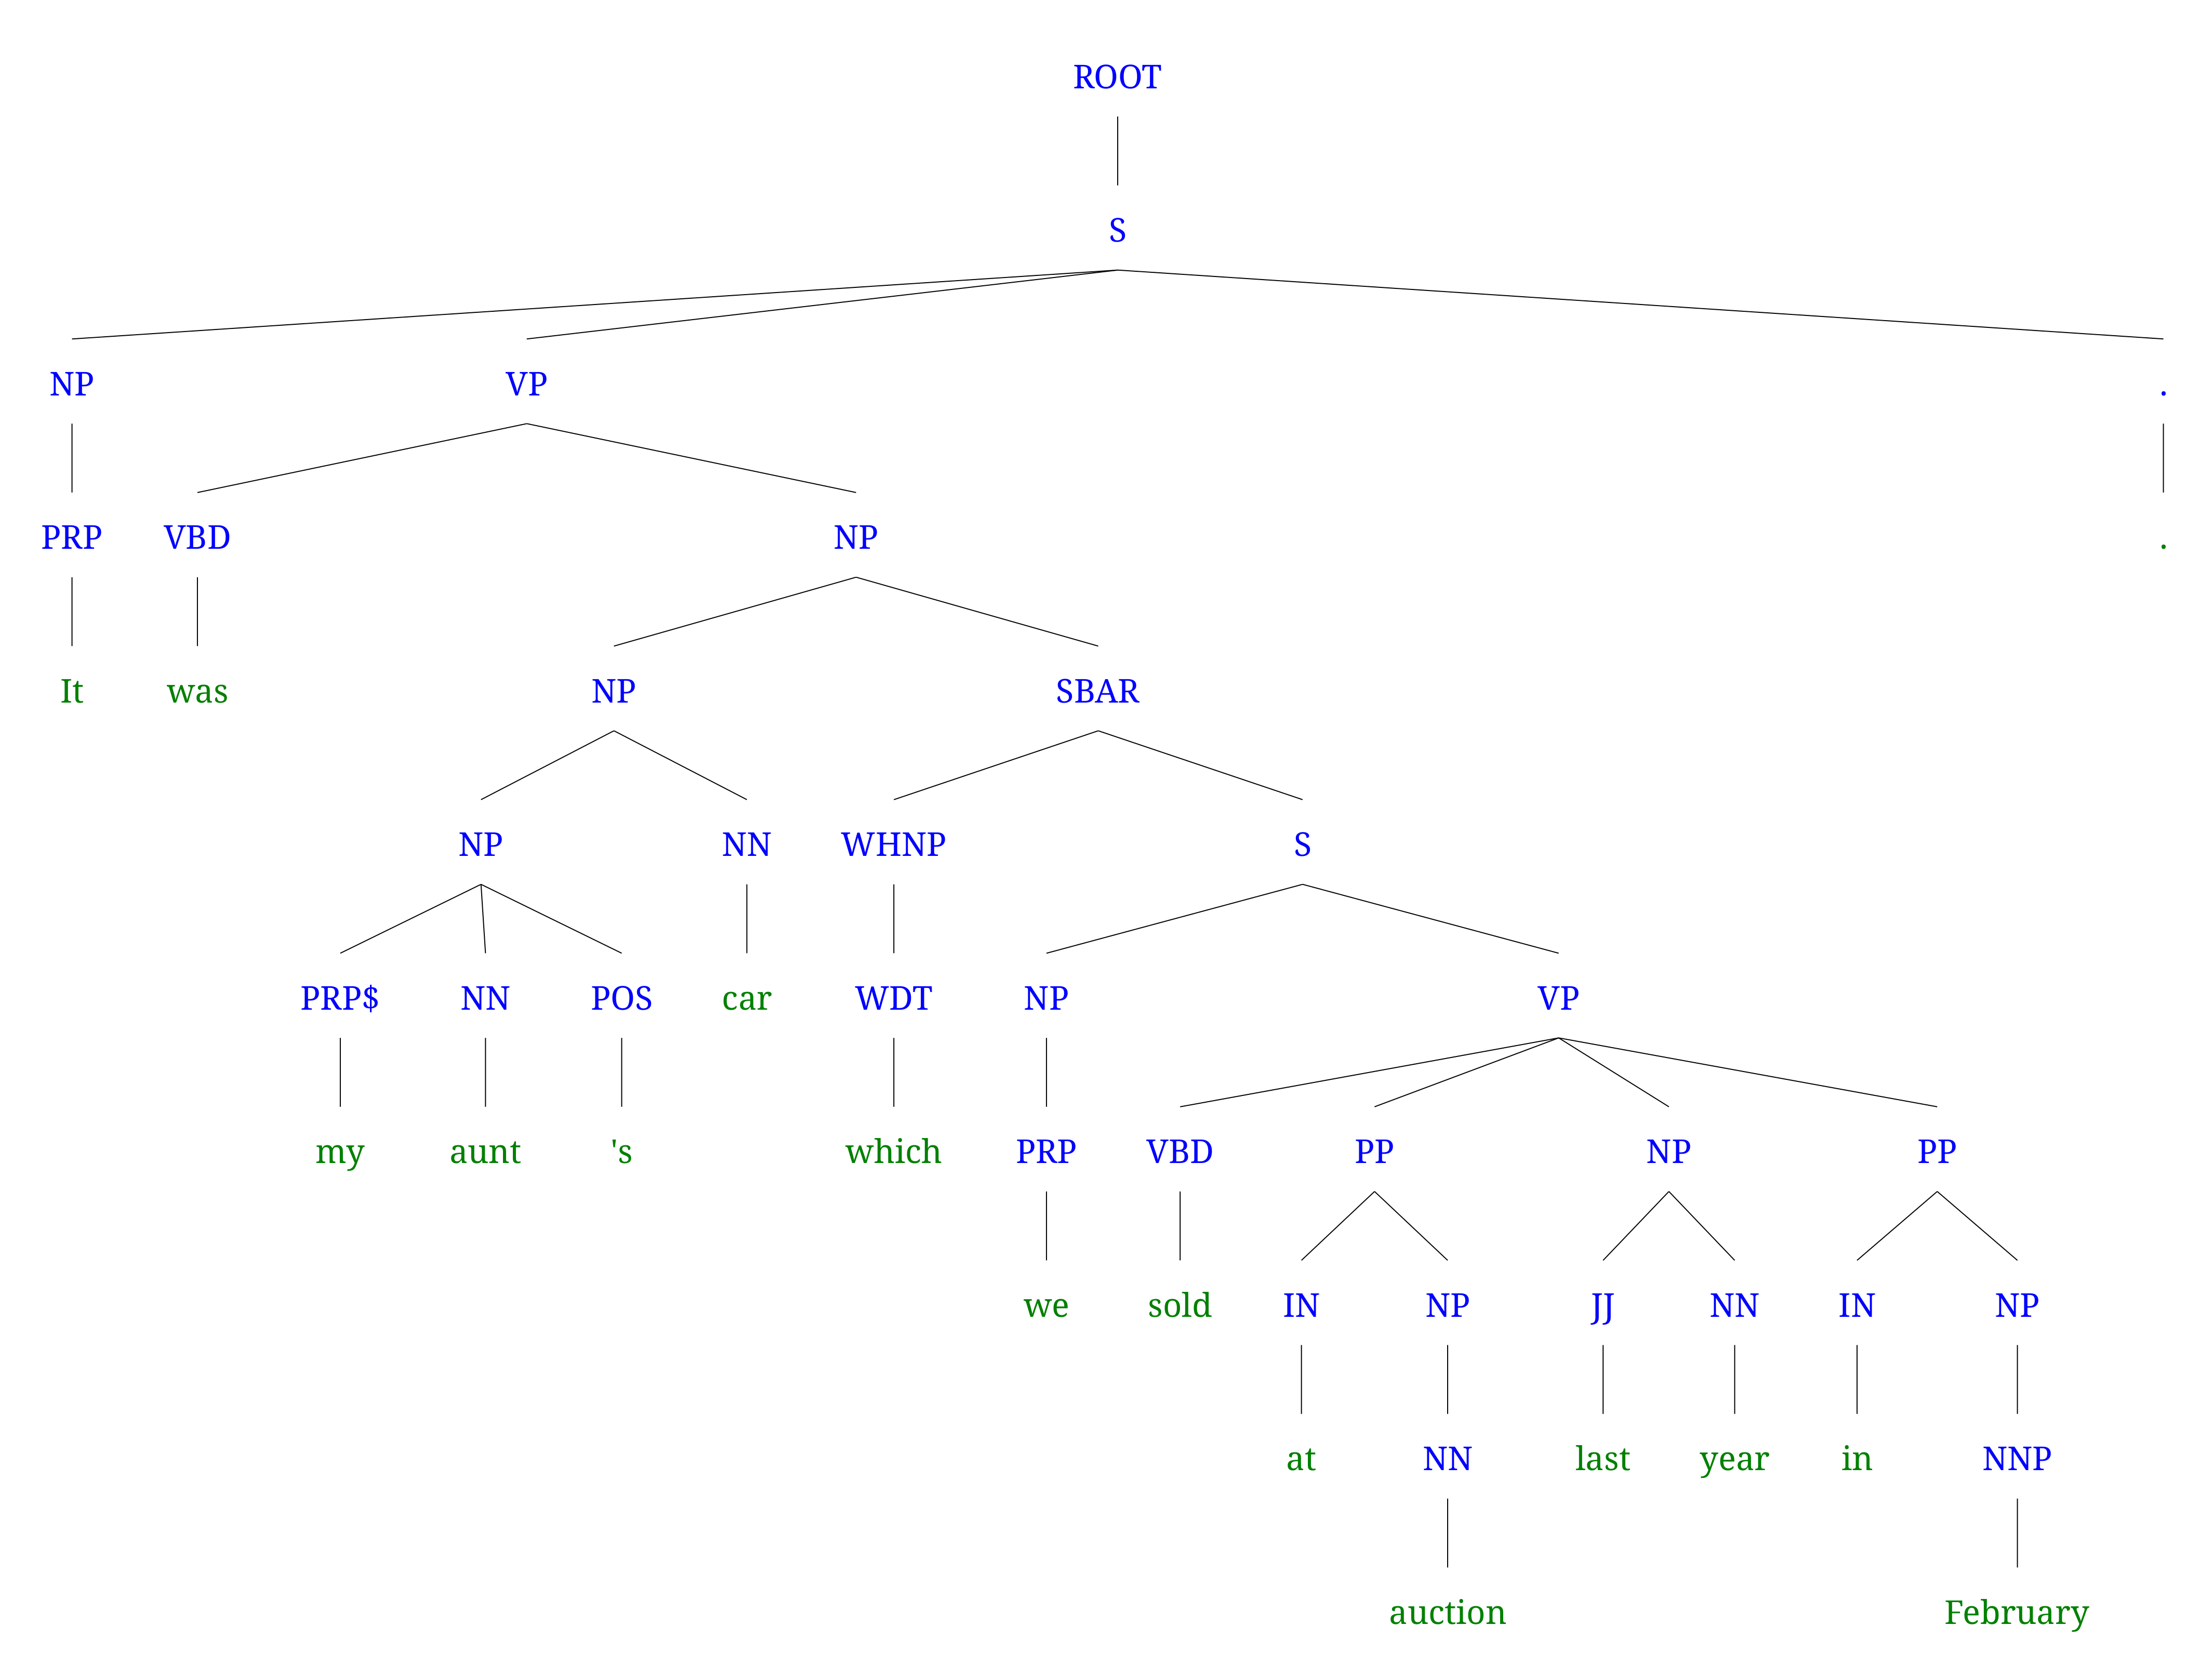 ROOT
S
NP VP .
PRP VBD NP .
It was NP SBAR
NP NN WHNP S
PRP$ NN POS car WDT NP VP
my aunt 's which PRP VBD PP NP PP
we sold IN NP JJ NN IN NP
at NN last year in NNP
auction February